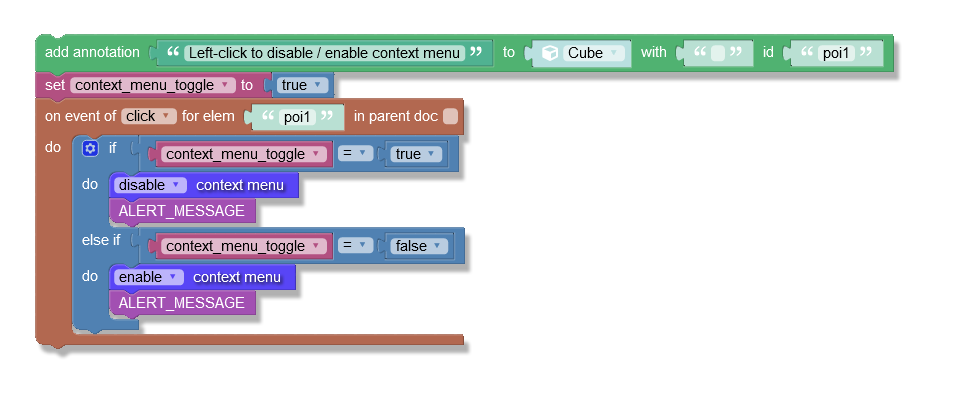 add annotation “ Left-click to disable / enable context menu ” to Cube with “ ” id “ poi1 ”
set context_menu_toggle to true
on event of click for elem “ poi1 ” in parent doc
do if context_menu_toggle = true
do disable context menu
ALERT_MESSAGE
else if context_menu_toggle = false
do enable context menu
ALERT_MESSAGE